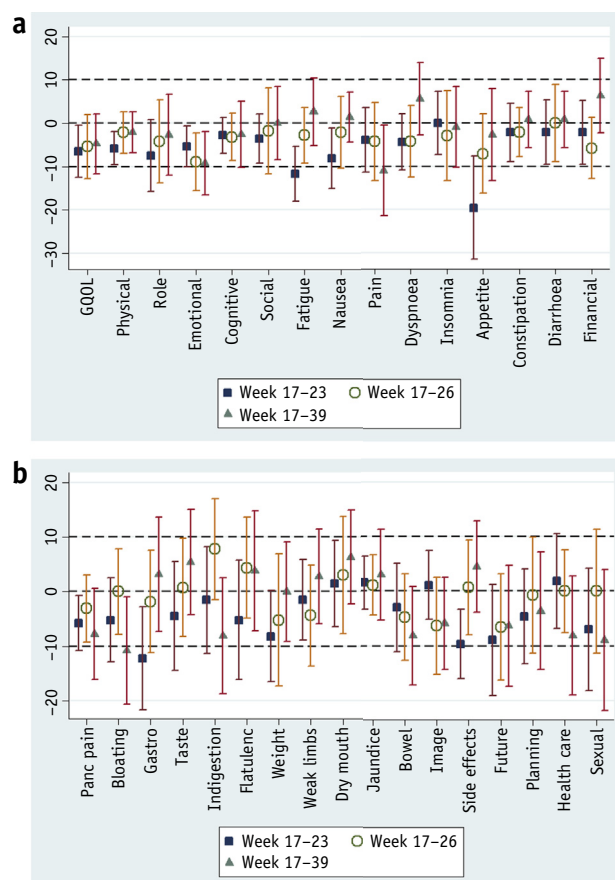 a
20
10
0
−10
−20
−30
GQOL
Physical
Role
Emotional
Cognitive
Social
Fatigue
Nausea
Pain
Dyspnoea
Insomnia
Appetite
Constipation
Diarrhoea
Financial
Week 17–23 Week 17–26
Week 17–39
b
20
10
0
−10
−20
Panc pain
Bloating
Gastro
Taste
Indigestion
Flatulenc
Weight
Weak limbs
Dry mouth
Jaundice
Bowel
Image
Side effects
Future
Planning
Health care
Sexual
Week 17–23 Week 17–26
Week 17–39